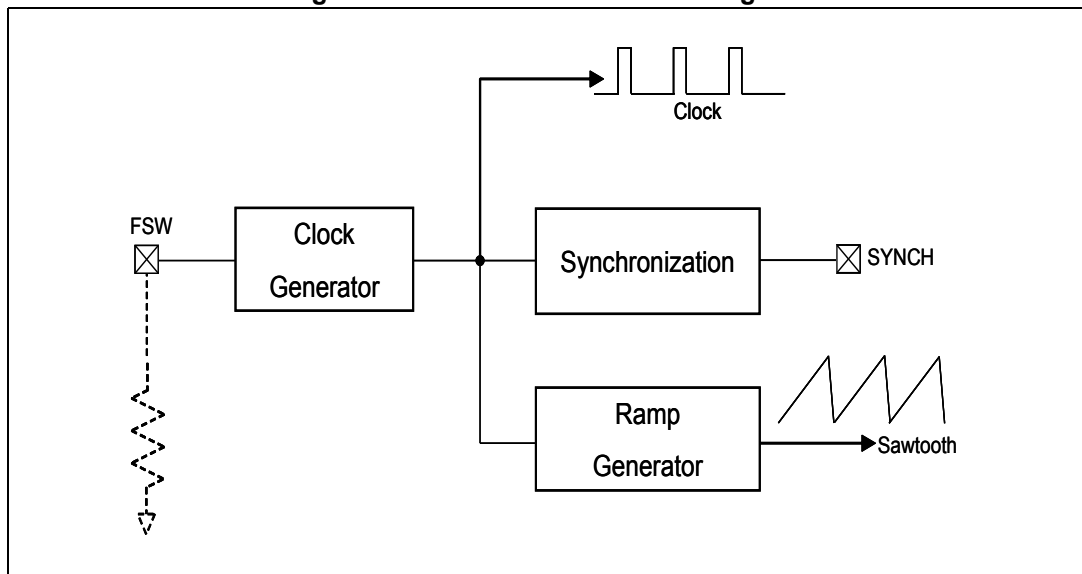 Clock
FSW
Clock
Generator
Synchronization
SYNCH
Ramp
Generator
Sawtooth